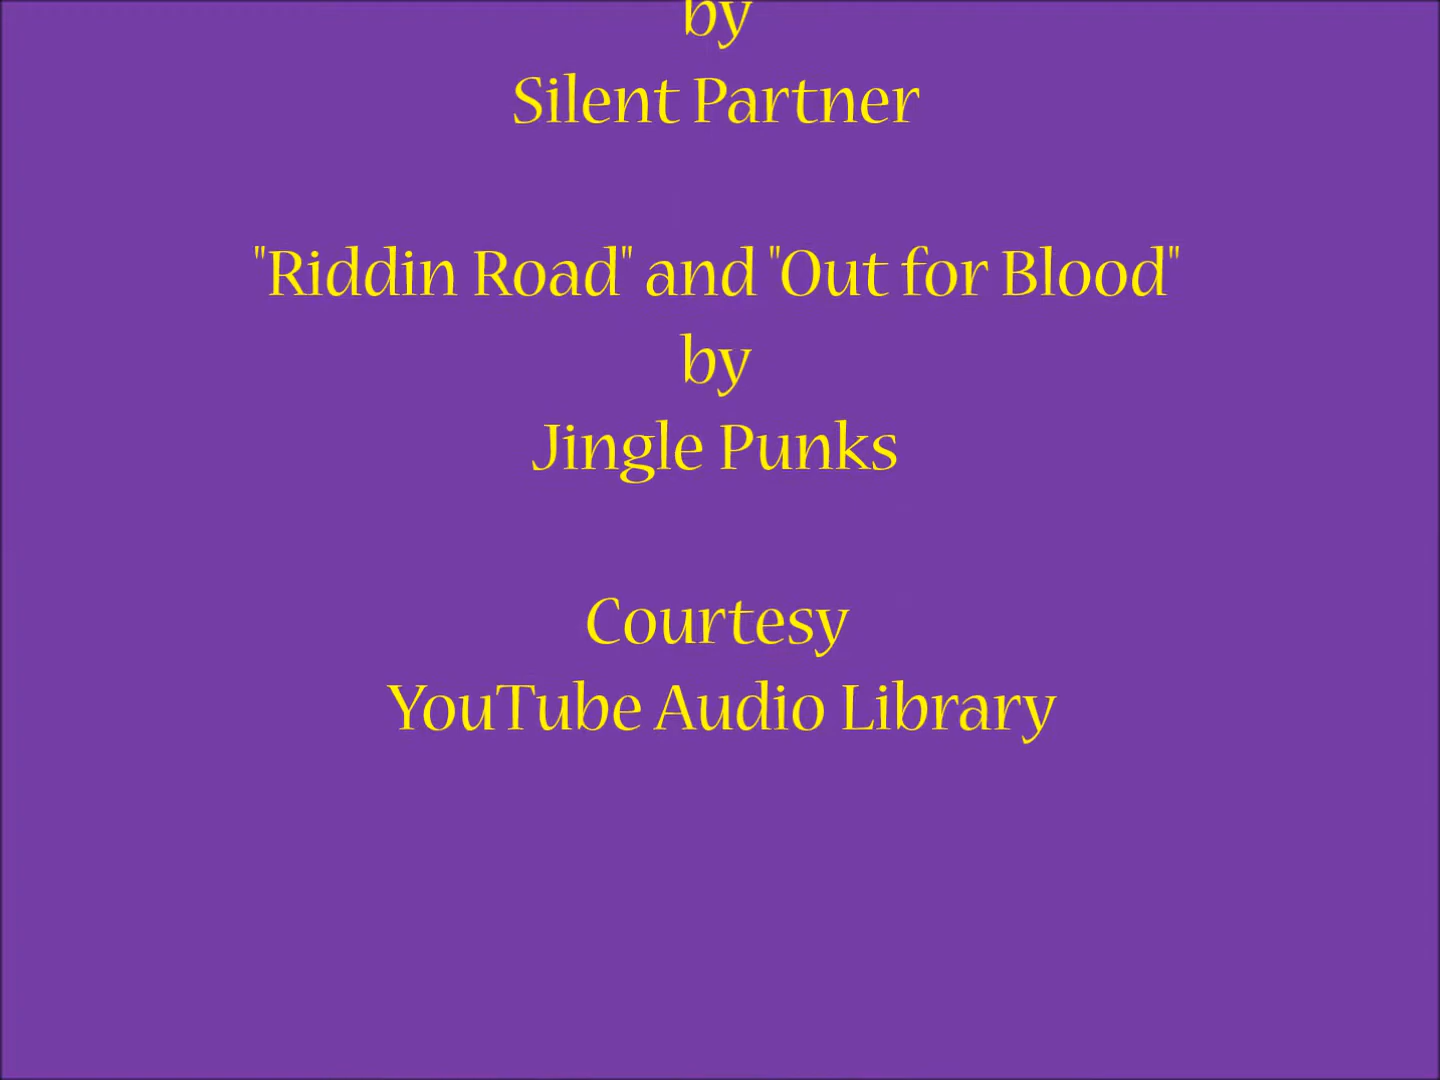 by
Silent Partner
"Riddin Road" and "Out for Blood"
by
Jingle Punks
Courtesy
YouTube Audio Library